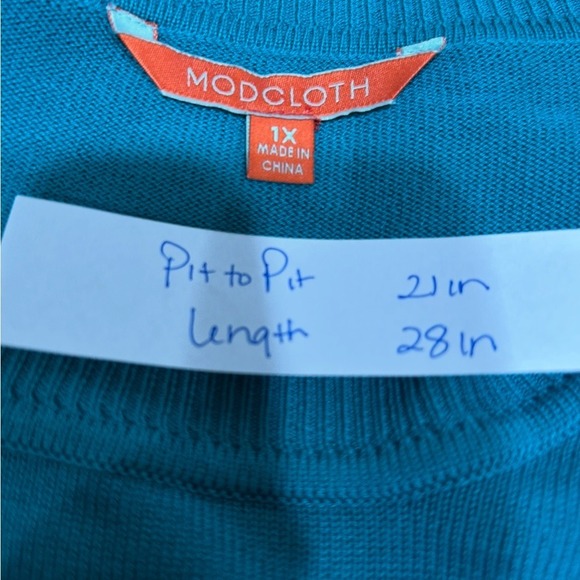 MODCLOTH
1X
MADE IN
CHINA
Pit to Pit 21in
Length 28in